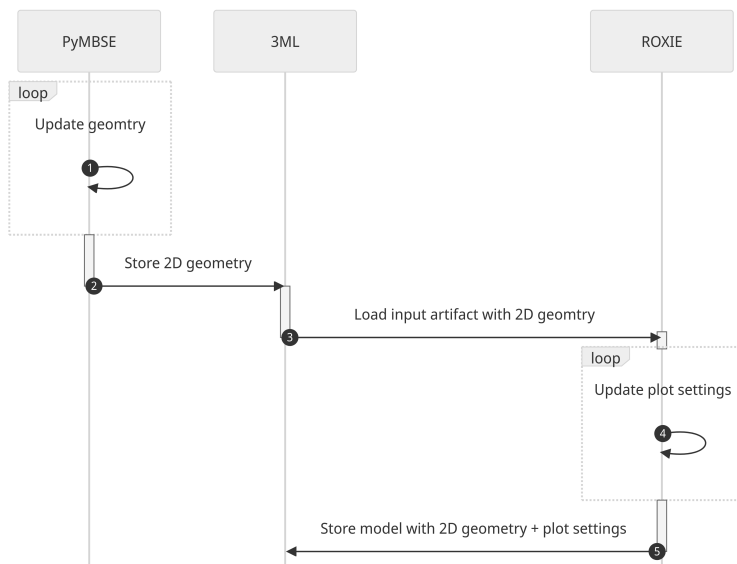 PyMBSE
3ML
ROXIE
loop
Update geomtry
1
Store 2D geometry
2
Load input artifact with 2D geomtry
3
loop
Update plot settings
4
Store model with 2D geometry + plot settings
5